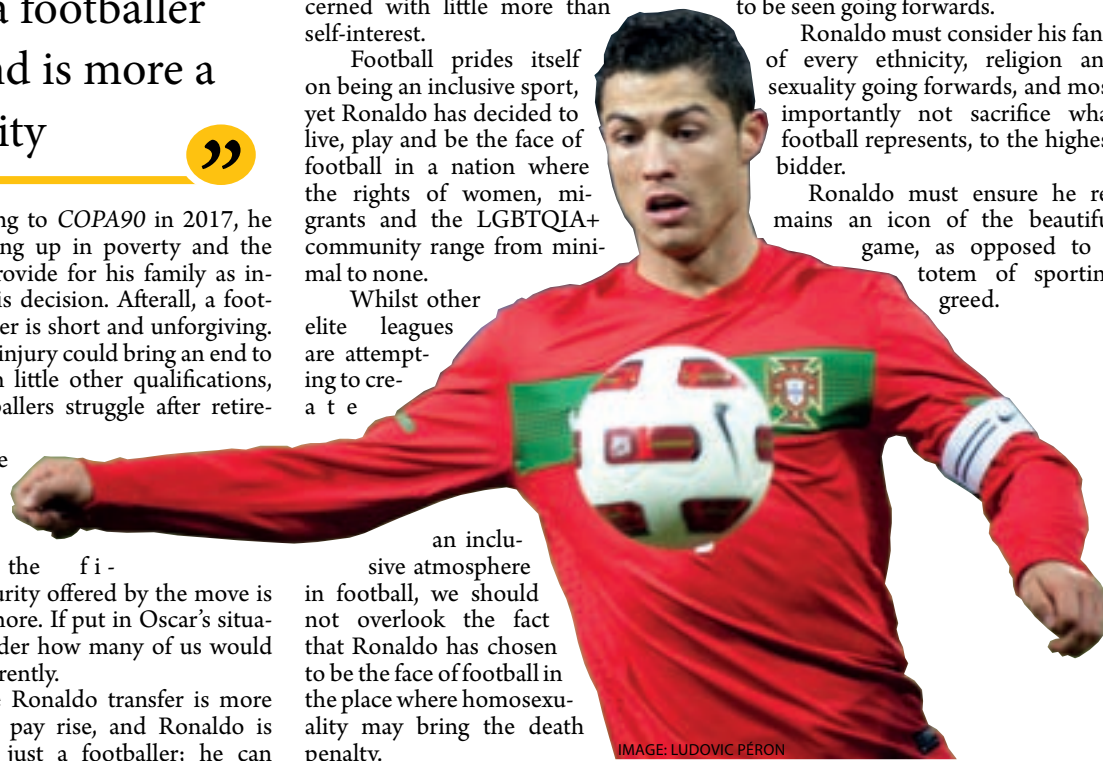 a footballer
nd is more a
ity
”
ng to COPA90 in 2017, he
ing up in poverty and the
rovide for his family as in-
is decision. Afterall, a foot-
er is short and unforgiving.
injury could bring an end to
n little other qualifications,
ballers struggle after retire-
e
the fi-
urity offered by the move is
nore. If put in Oscar's situa-
der how many of us would
rently.
e Ronaldo transfer is more
pay rise, and Ronaldo is
just a footballer; he can
cerned with little more than
self-interest.
Football prides itself
on being an inclusive sport,
yet Ronaldo has decided to
live, play and be the face of
football in a nation where
the rights of women, mi-
grants and the LGBTQIA+
community range from mini-
mal to none.
Whilst other
elite leagues
are attempt-
ing to cre-
ate
an inclu-
sive atmosphere
in football, we should
not overlook the fact
that Ronaldo has chosen
to be the face of football in
the place where homosexu-
ality may bring the death
penalty.
to be seen going forwards.
Ronaldo must consider his fan
of every ethnicity, religion an
sexuality going forwards, and mos
importantly not sacrifice wha
football represents, to the highes
bidder.
Ronaldo must ensure he re
mains an icon of the beautifu
game, as opposed to
totem of sportin
greed.
IMAGE: LUDOVIC PÉRON